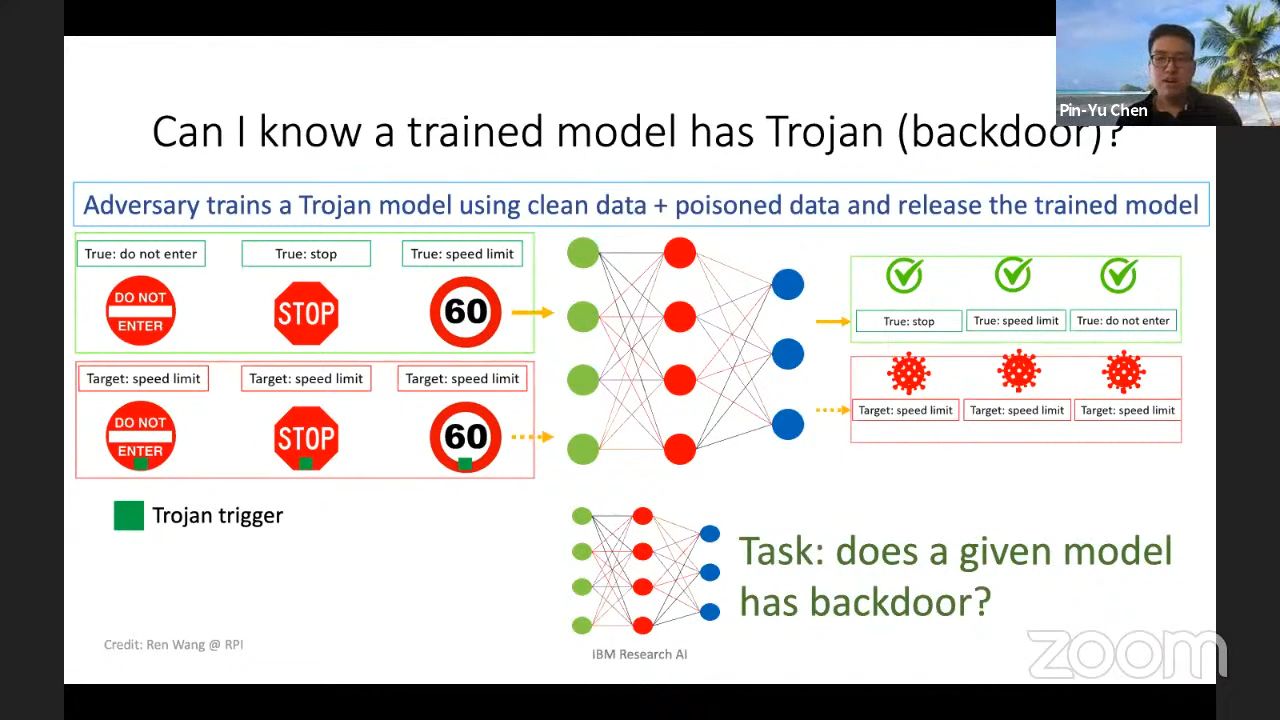 Pin-Yu Chen
Can I know a trained model has Trojan (backdoor)?
Adversary trains a Trojan model using clean data + poisoned data and release the trained model
True: do not enter
True: stop
True: speed limit
DO NOT
ENTER
STOP
60
True: stop
True: speed limit
True: do not enter
Target: speed limit
Target: speed limit
Target: speed limit
DO NOT
ENTER
STOP
60
Target: speed limit
Target: speed limit
Target: speed limit
Trojan trigger
Task: does a given model
has backdoor?
Credit: Ren Wang @ RPI
IBM Research AI
zoom